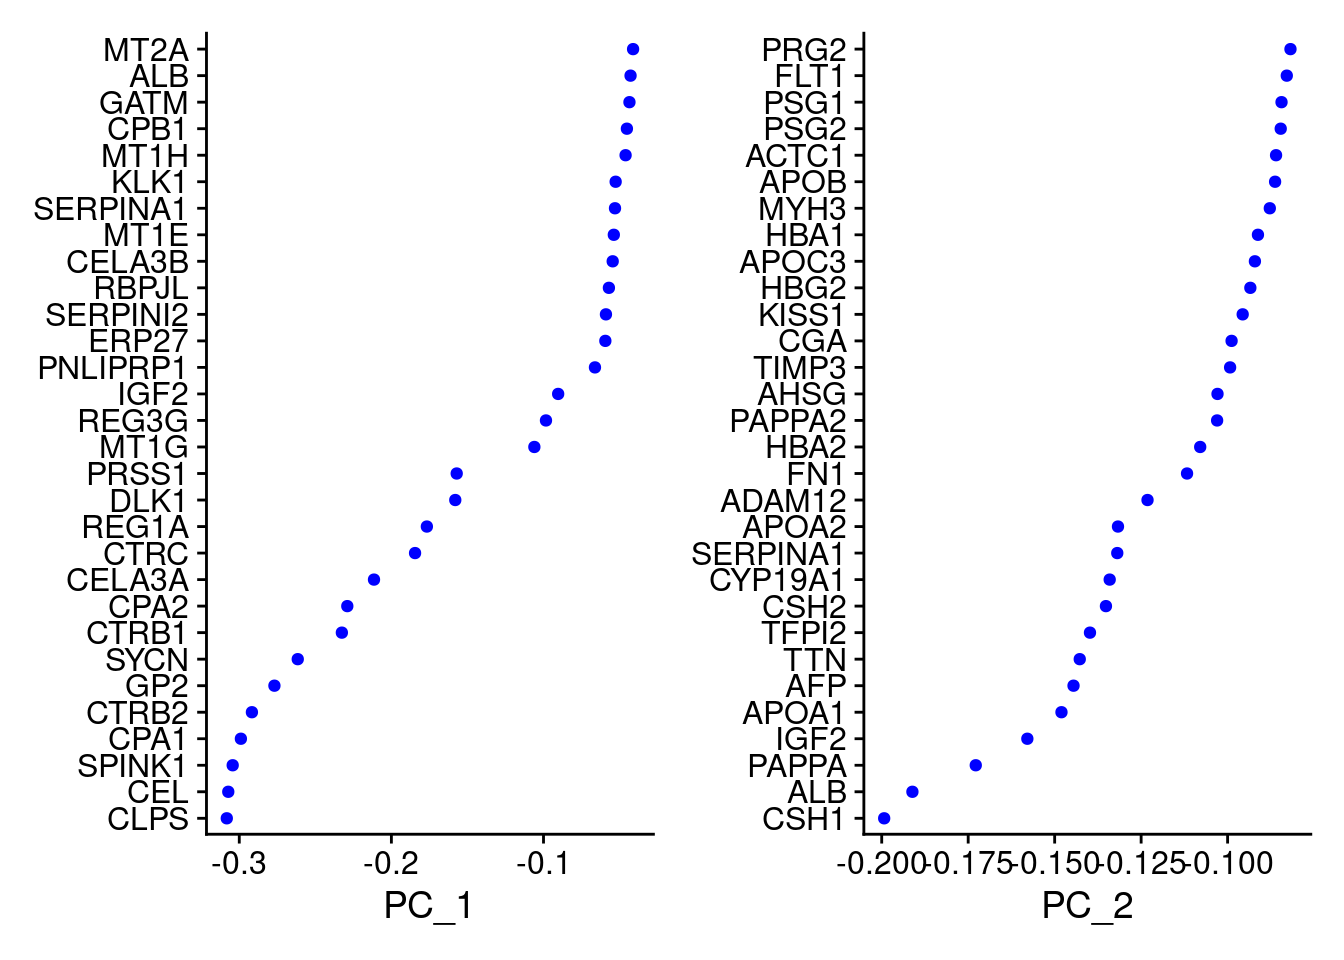 MT2A
ALB
GATM
CPB1
MT1H
KLK1
SERPINA1
MT1E
CELA3B
RBPJL
SERPINI2
ERP27
PNLIPRP1
IGF2
REG3G
MT1G
PRSS1
DLK1
REG1A
CTRC
CELA3A
CPA2
CTRB1
SYCN
GP2
CTRB2
CPA1
SPINK1
CEL
CLPS
-0.3 -0.2 -0.1
PC_1
PRG2
FLT1
PSG1
PSG2
ACTC1
APOB
MYH3
HBA1
APOC3
HBG2
KISS1
CGA
TIMP3
AHSG
PAPPA2
HBA2
FN1
ADAM12
APOA2
SERPINA1
CYP19A1
CSH2
TFPI2
TTN
AFP
APOA1
IGF2
PAPPA
ALB
CSH1
-0.200 -0.175 -0.150 -0.125 -0.100
PC_2